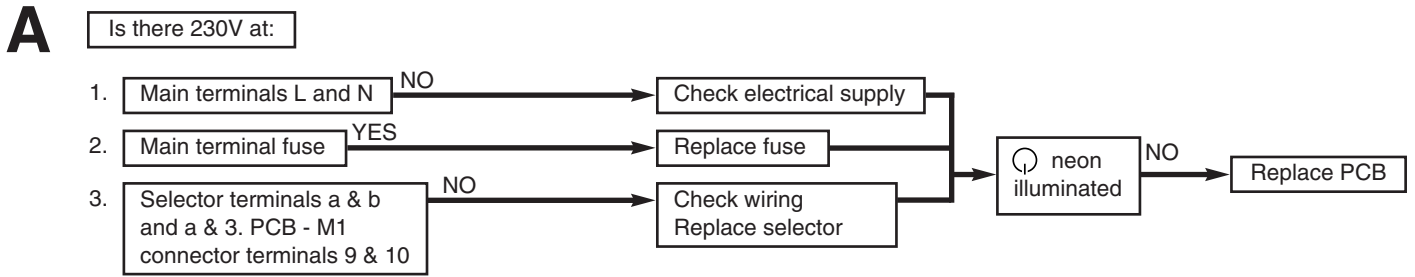 A
Is there 230V at:
1. Main terminals L and N
NO
Check electrical supply
2. Main terminal fuse
YES
Replace fuse
3. Selector terminals a & b
and a & 3. PCB - M1
connector terminals 9 & 10
NO
Check wiring
Replace selector
neon
illuminated
NO
Replace PCB